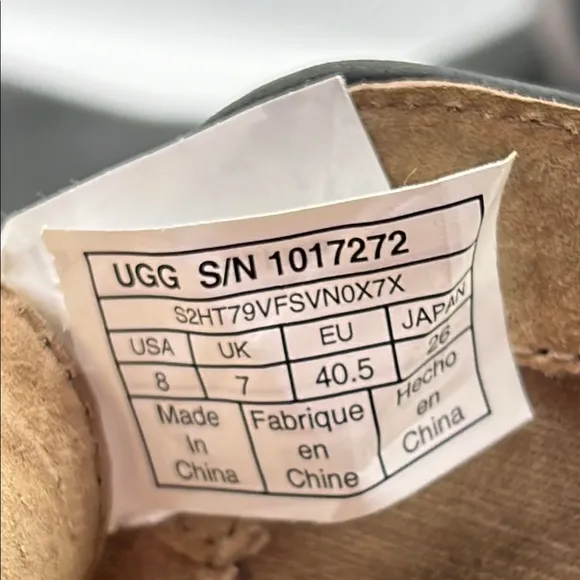 UGG S/N 1017272
S2HT79VFSVN0X7X
USA UK EU JAPAN
8 7 40.5 26
Made Fabrique Hecho
In en en
China Chine China